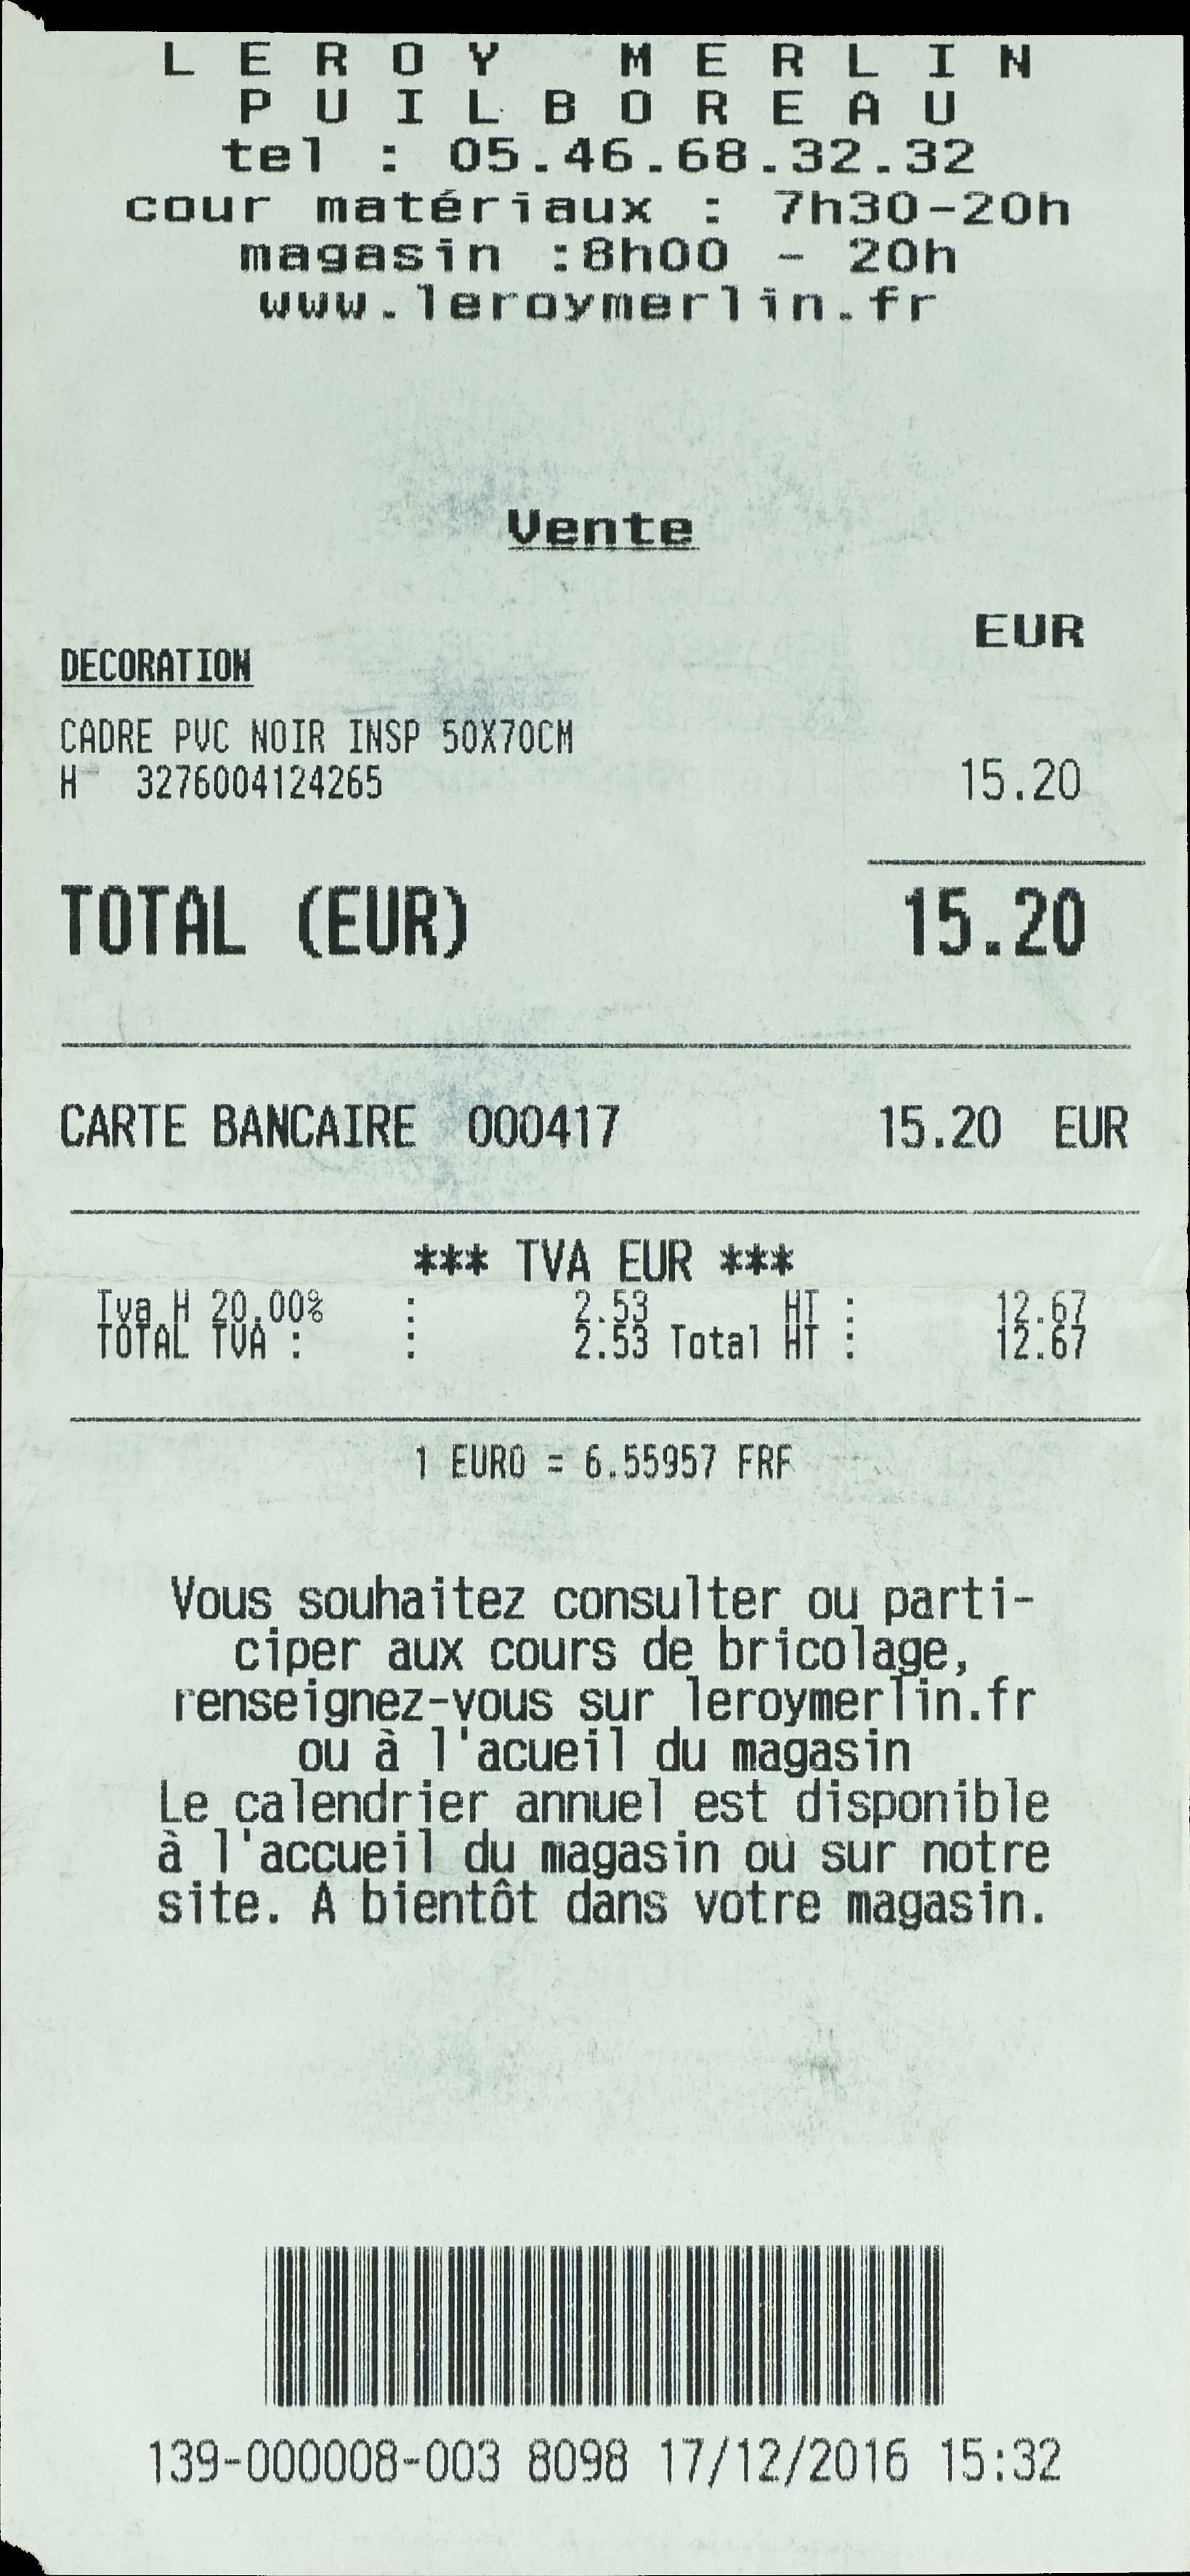 LEROY MERLIN
PUILBOREAU
tel : 05.46.68.32.32
cour matériaux : 7h30-20h
magasin :8h00 - 20h
www.leroymerlin.fr
Vente
EUR
DECORATION
CADRE PVC NOIR INSP 50X70CM
H 3276004124265 15.20
TOTAL (EUR) 15.20
CARTE BANCAIRE 000417 15.20 EUR
*** TVA EUR ***
Tva H 20.00% : 2.53 HT : 12.67
TOTAL TVA : : 2.53 Total HT : 12.67
1 EURO = 6.55957 FRF
Vous souhaitez consulter ou parti-
ciper aux cours de bricolage,
renseignez-vous sur leroymerlin.fr
ou à l'acueil du magasin
Le calendrier annuel est disponible
à l'accueil du magasin ou sur notre
site. A bientôt dans votre magasin.
139-000008-003 8098 17/12/2016 15:32